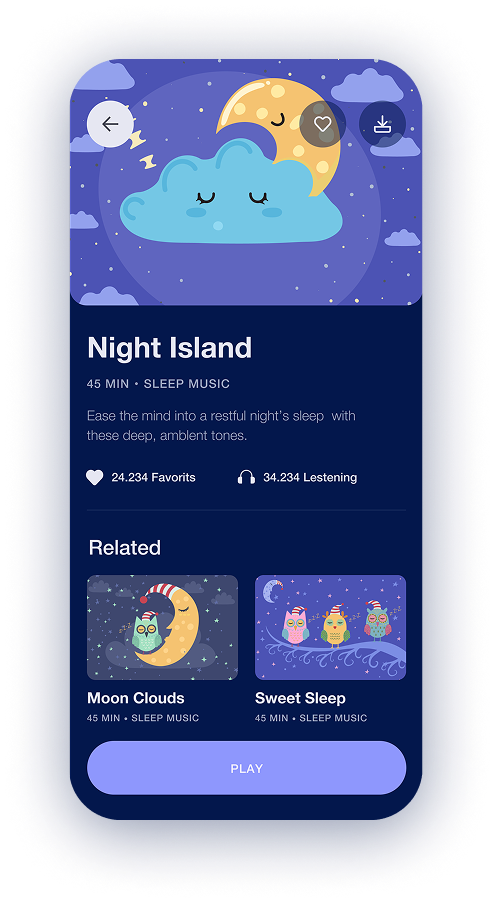 Night Island
45 MIN • SLEEP MUSIC
Ease the mind into a restful night's sleep with
these deep, amblent tones.
24.234 Favorits
34.234 Lestening
Related
Moon Clouds
Sweet Sleep
45 MIN • SLEEP MUSIC
45 MIN • SLEEP MUSIC
PLAY